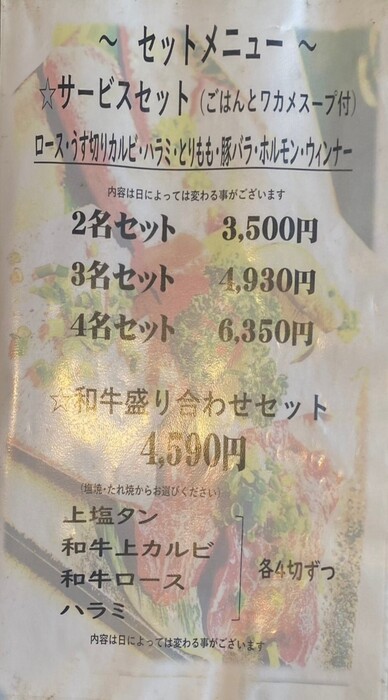 ～ セットメニュー ～
☆サービスセット（ごはんとワカメスープ付）
ロース・うす切りカルビ・ハラミ・とりもも・豚バラ・ホルモン・ウィンナー
内容は日によっては変わる事がございます
2名セット 3,500円
3名セット 4,930円
4名セット 6,350円
☆和牛盛り合わせセット
4,590円
（塩焼・たれ焼からお選びください）
上塩タン
和牛上カルビ
和牛ロース
ハラミ
各4切ずつ
内容は日によっては変わる事がございます